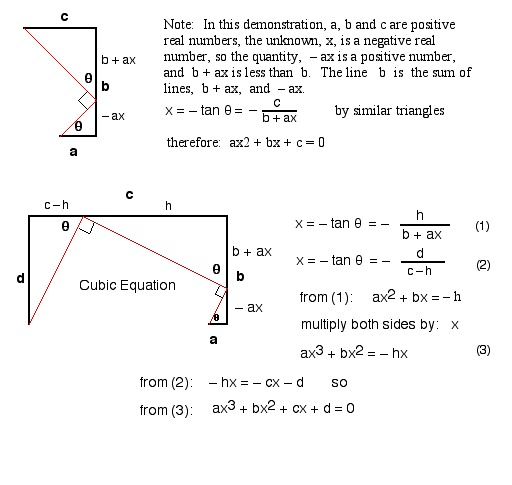 c
Note: In this demonstration, a, b and c are positive
real numbers, the unknown, x, is a negative real
number, so the quantity, – ax is a positive number,
and b + ax is less than b. The line b is the sum of
lines, b + ax, and – ax.
b + ax
θ
b
– ax
θ
a
x = – tan θ = – c / b + ax by similar triangles
therefore: ax2 + bx + c = 0
c
c – h
h
θ
d
b + ax
θ
b
Cubic Equation
– ax
θ
a
x = – tan θ = – h / b + ax (1)
x = – tan θ = – d / c – h (2)
from (1): ax² + bx = – h
multiply both sides by: x
ax³ + bx² = – hx (3)
from (2): – hx = – cx – d so
from (3): ax³ + bx² + cx + d = 0